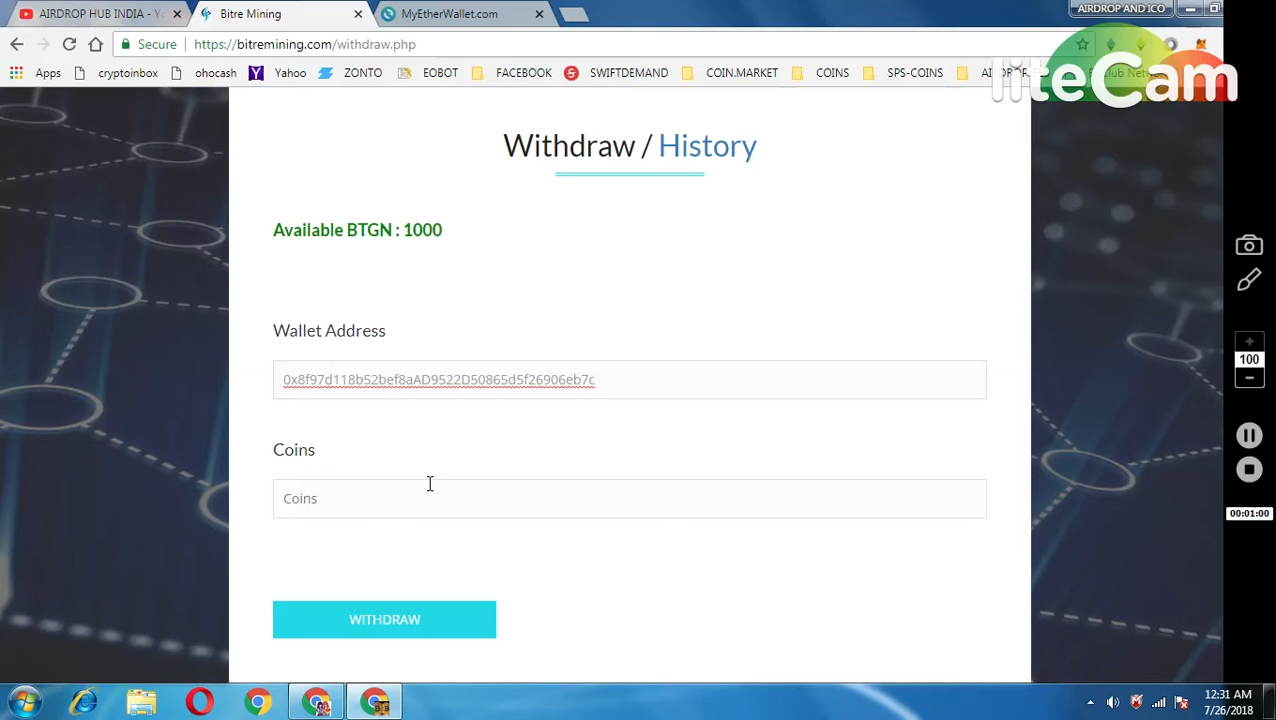 AIRDROP HUB INDIA - Y
Bitre Mining
MyEtherWallet.com
AIRDROP AND ICO
Secure
https://bitremining.com/withdraw.php
Apps
cryptoinbox
ohocash
Yahoo
ZONTO
EOBOT
FACEBOOK
SWIFTDEMAND
COIN.MARKET
COINS
SPS-COINS
liteCam
Withdraw / History
Available BTGN : 1000
Wallet Address
0x8f97d118b52bef8aAD9522D50865d5f26906eb7c
Coins
Coins
WITHDRAW
100
00:01:00
12:31 AM
7/26/2018